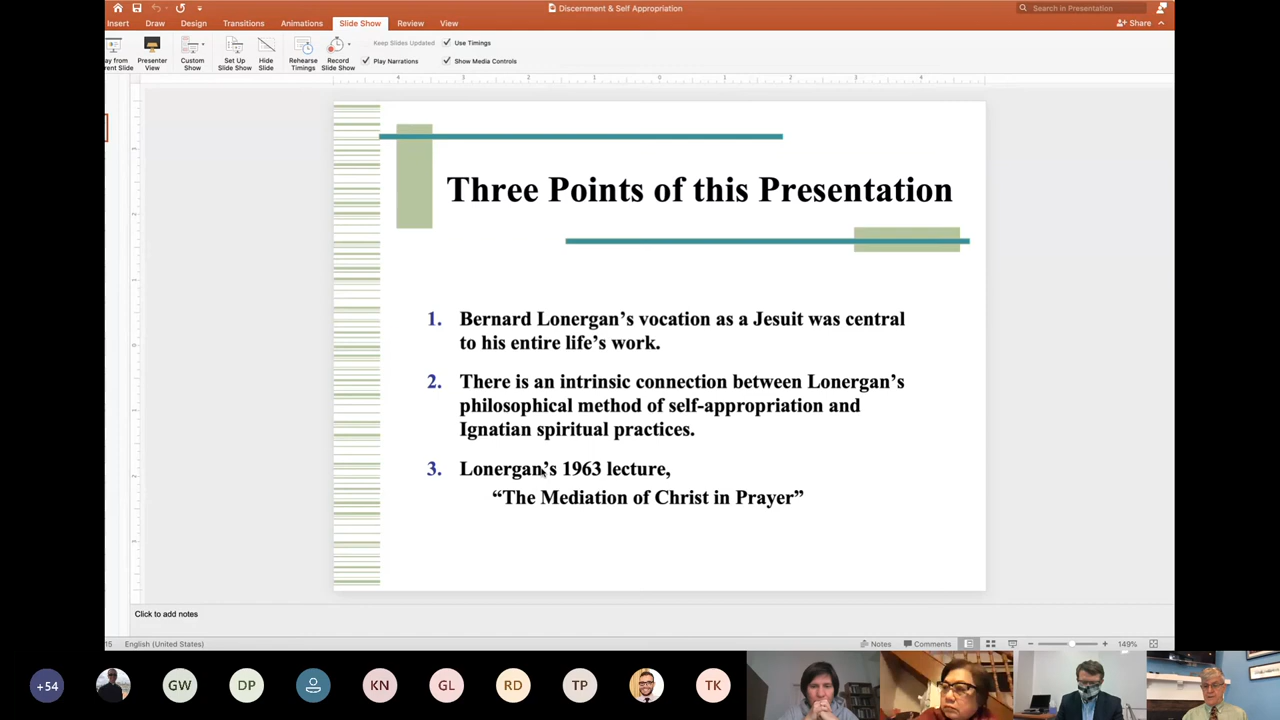 Discernment & Self Appropriation
Search in Presentation
Insert Draw Design Transitions Animations Slide Show Review View
Share
Presenter View
Custom Show
Set Up Slide Show
Hide Slide
Rehearse Timings
Record Slide Show
Keep Slides Updated
Use Timings
Play Narrations
Show Media Controls
Three Points of this Presentation
1. Bernard Lonergan’s vocation as a Jesuit was central
to his entire life’s work.
2. There is an intrinsic connection between Lonergan’s
philosophical method of self-appropriation and
Ignatian spiritual practices.
3. Lonergan’s 1963 lecture,
“The Mediation of Christ in Prayer”
Click to add notes
15 English (United States)
Notes Comments 149%
+54 GW DP KN GL RD TP TK